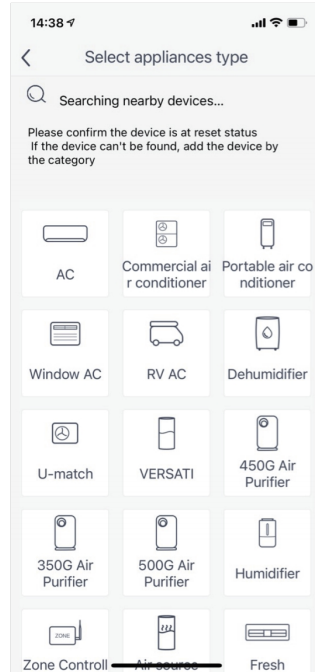 14:38
Select appliances type
Searching nearby devices...
Please confirm the device is at reset status
If the device can't be found, add the device by
the category
AC
Commercial ai
r conditioner
Portable air co
nditioner
Window AC
RV AC
Dehumidifier
U-match
VERSATI
450G Air
Purifier
350G Air
Purifier
500G Air
Purifier
Humidifier
ZONE
Zone Controll
Air source
Fresh